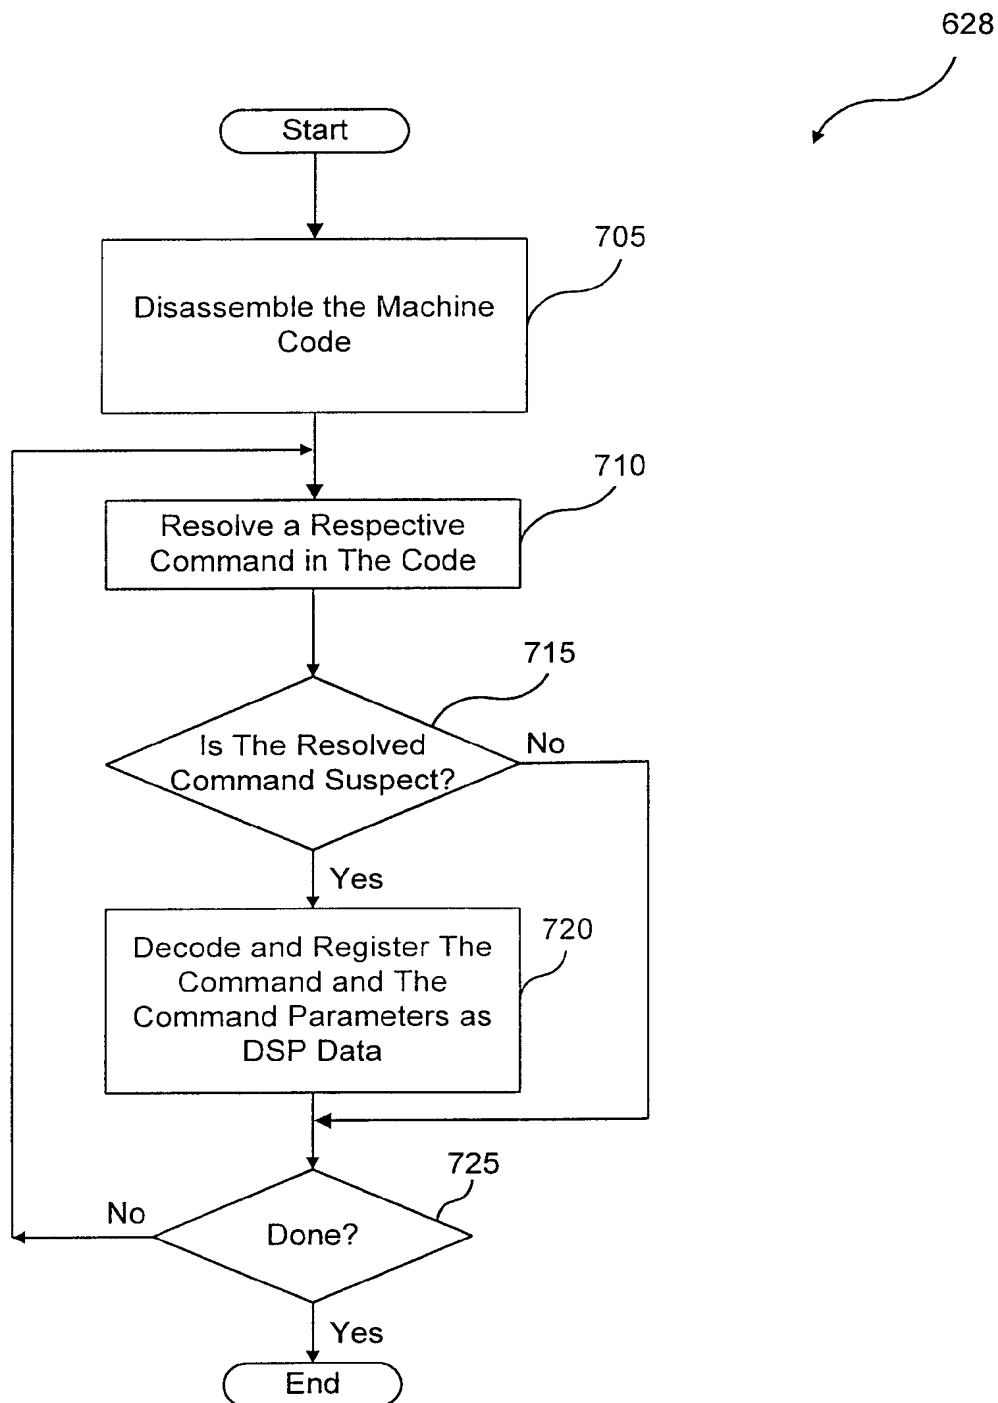 628
Start
705
Disassemble the Machine
Code
710
Resolve a Respective
Command in The Code
715
Is The Resolved
Command Suspect?
No
Yes
720
Decode and Register The
Command and The
Command Parameters as
DSP Data
725
No
Done?
Yes
End